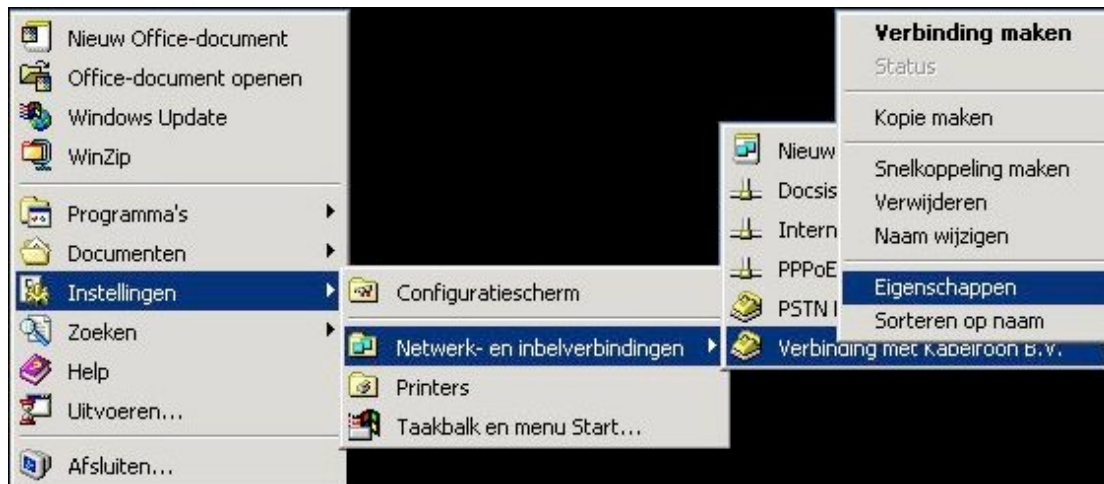 Nieuw Office-document
Office-document openen
Windows Update
WinZip
Programma's
Documenten
Instellingen
Zoeken
Help
Uitvoeren...
Afsluiten...
Configuratiescherm
Netwerk- en inbelverbindingen
Printers
Taakbalk en menu Start...
Nieuw
Docsis
Intern
PPPoE
PSTN
Verbinding met Kabelfoon B.V.
Verbinding maken
Status
Kopie maken
Snelkoppeling maken
Verwijderen
Naam wijzigen
Eigenschappen
Sorteren op naam